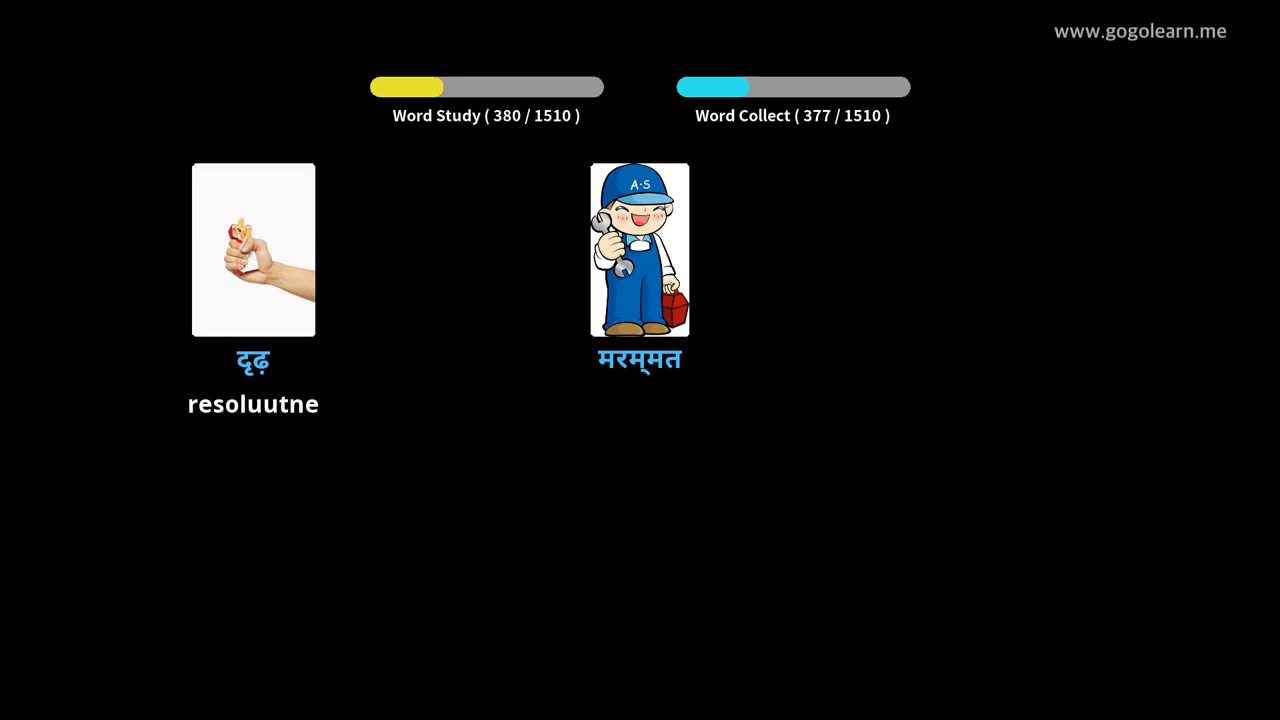 www.gogolearn.me
Word Study ( 380 / 1510 )
Word Collect ( 377 / 1510 )
A·S
दृढ़
मरम्मत
resoluutne